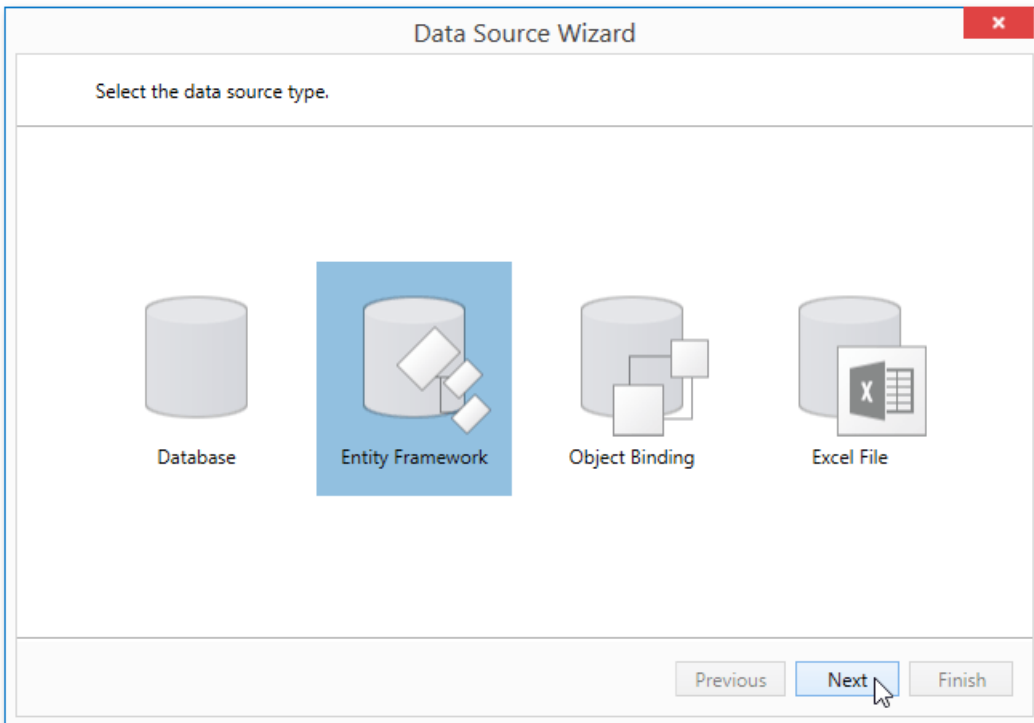 Data Source Wizard
Select the data source type.
Database
Entity Framework
Object Binding
X
Excel File
Previous
Next
Finish